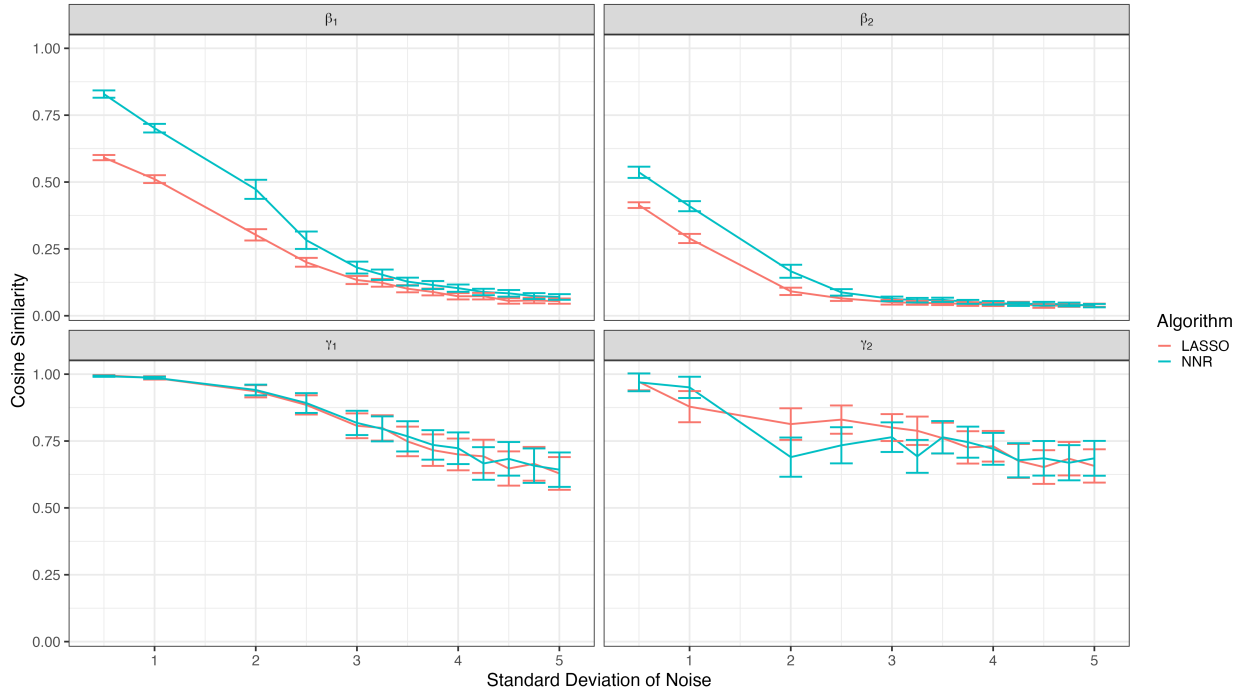 β₁ β₂
1.00
0.75
0.50
0.25
0.00
γ₁ γ₂
1.00
0.75
0.50
0.25
0.00
1 2 3 4 5 1 2 3 4 5
Standard Deviation of Noise
Cosine Similarity
Algorithm
LASSO
NNR